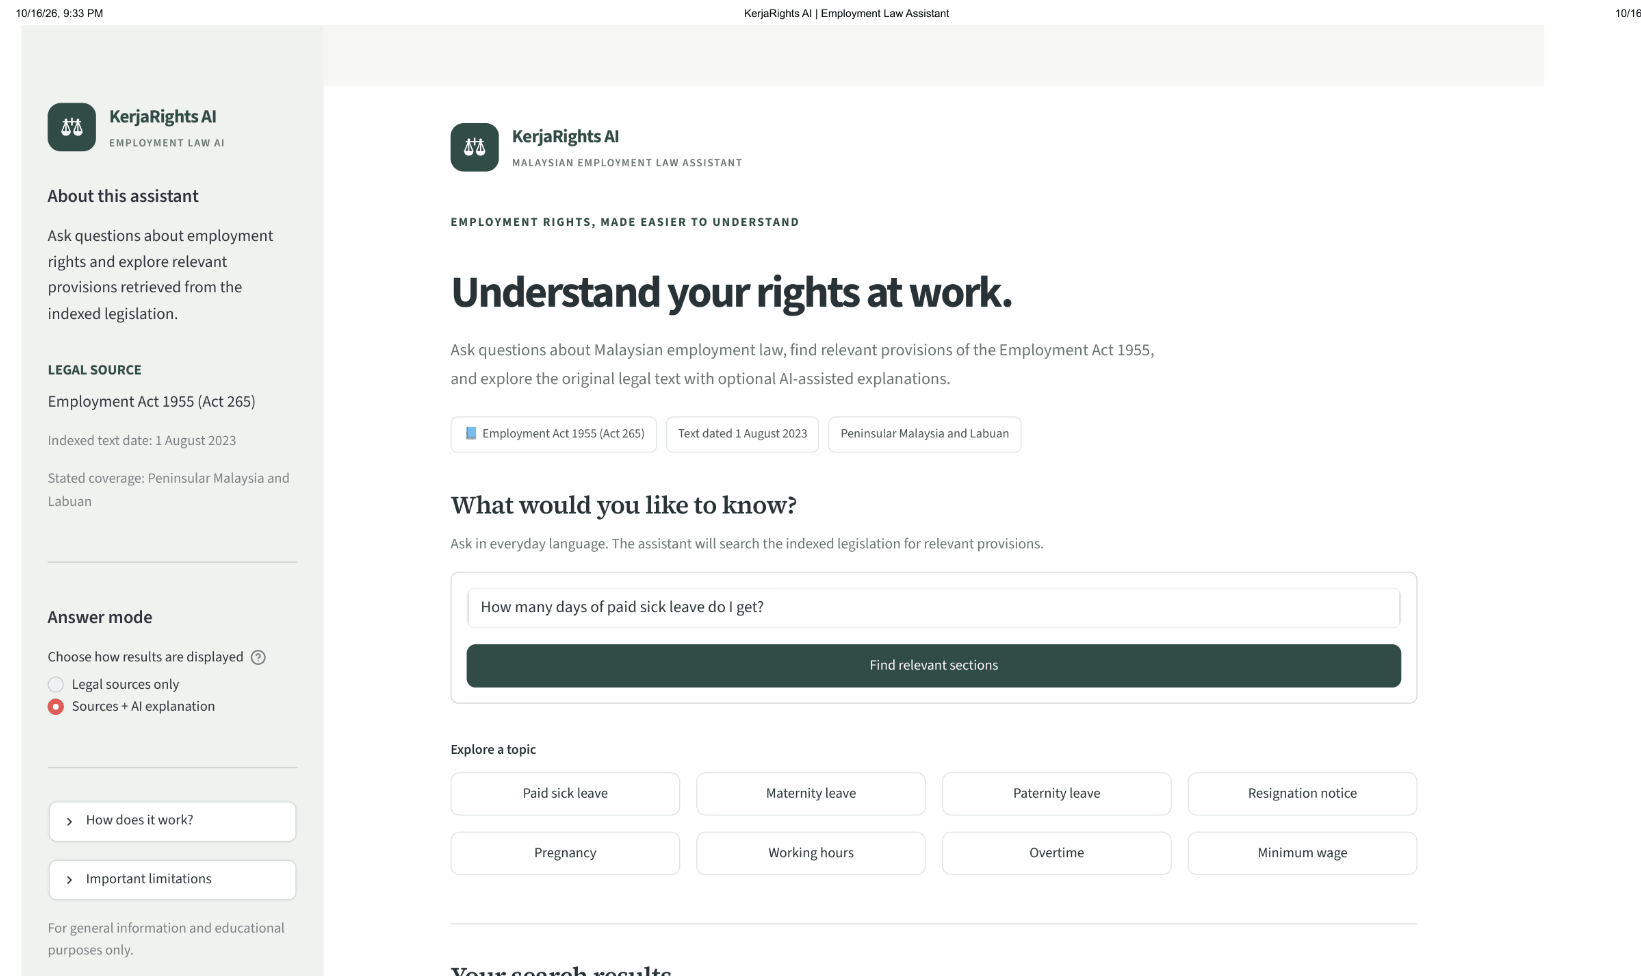 10/16/26, 9:33 PM
KerjaRights AI | Employment Law Assistant
10/16
KerjaRights AI
EMPLOYMENT LAW AI
About this assistant
Ask questions about employment
rights and explore relevant
provisions retrieved from the
indexed legislation.
LEGAL SOURCE
Employment Act 1955 (Act 265)
Indexed text date: 1 August 2023
Stated coverage: Peninsular Malaysia and
Labuan
Answer mode
Choose how results are displayed
Legal sources only
Sources + AI explanation
How does it work?
Important limitations
For general information and educational
purposes only.
KerjaRights AI
MALAYSIAN EMPLOYMENT LAW ASSISTANT
EMPLOYMENT RIGHTS, MADE EASIER TO UNDERSTAND
Understand your rights at work.
Ask questions about Malaysian employment law, find relevant provisions of the Employment Act 1955,
and explore the original legal text with optional AI-assisted explanations.
Employment Act 1955 (Act 265)
Text dated 1 August 2023
Peninsular Malaysia and Labuan
What would you like to know?
Ask in everyday language. The assistant will search the indexed legislation for relevant provisions.
How many days of paid sick leave do I get?
Find relevant sections
Explore a topic
Paid sick leave
Maternity leave
Paternity leave
Resignation notice
Pregnancy
Working hours
Overtime
Minimum wage
Your search results